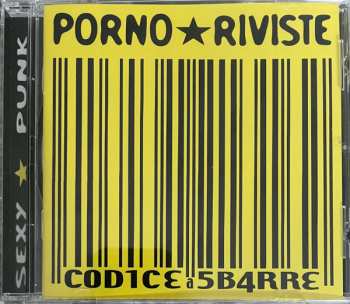 PORNO★RIVISTE
SEXY ★ PUNK
COD1CE a 5B4RRE